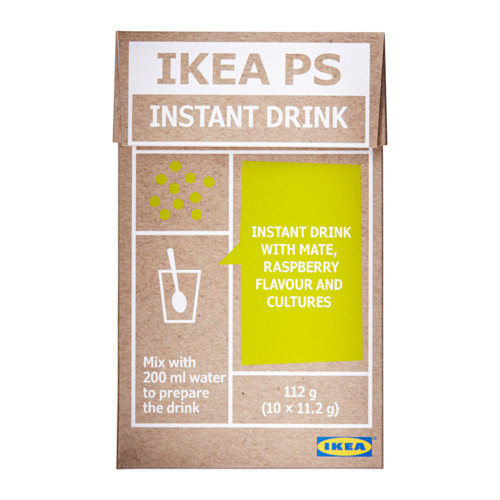 IKEA PS
INSTANT DRINK
INSTANT DRINK
WITH MATE,
RASPBERRY
FLAVOUR AND
CULTURES
Mix with
200 ml water
to prepare
the drink
112 g
(10 × 11.2 g)
IKEA